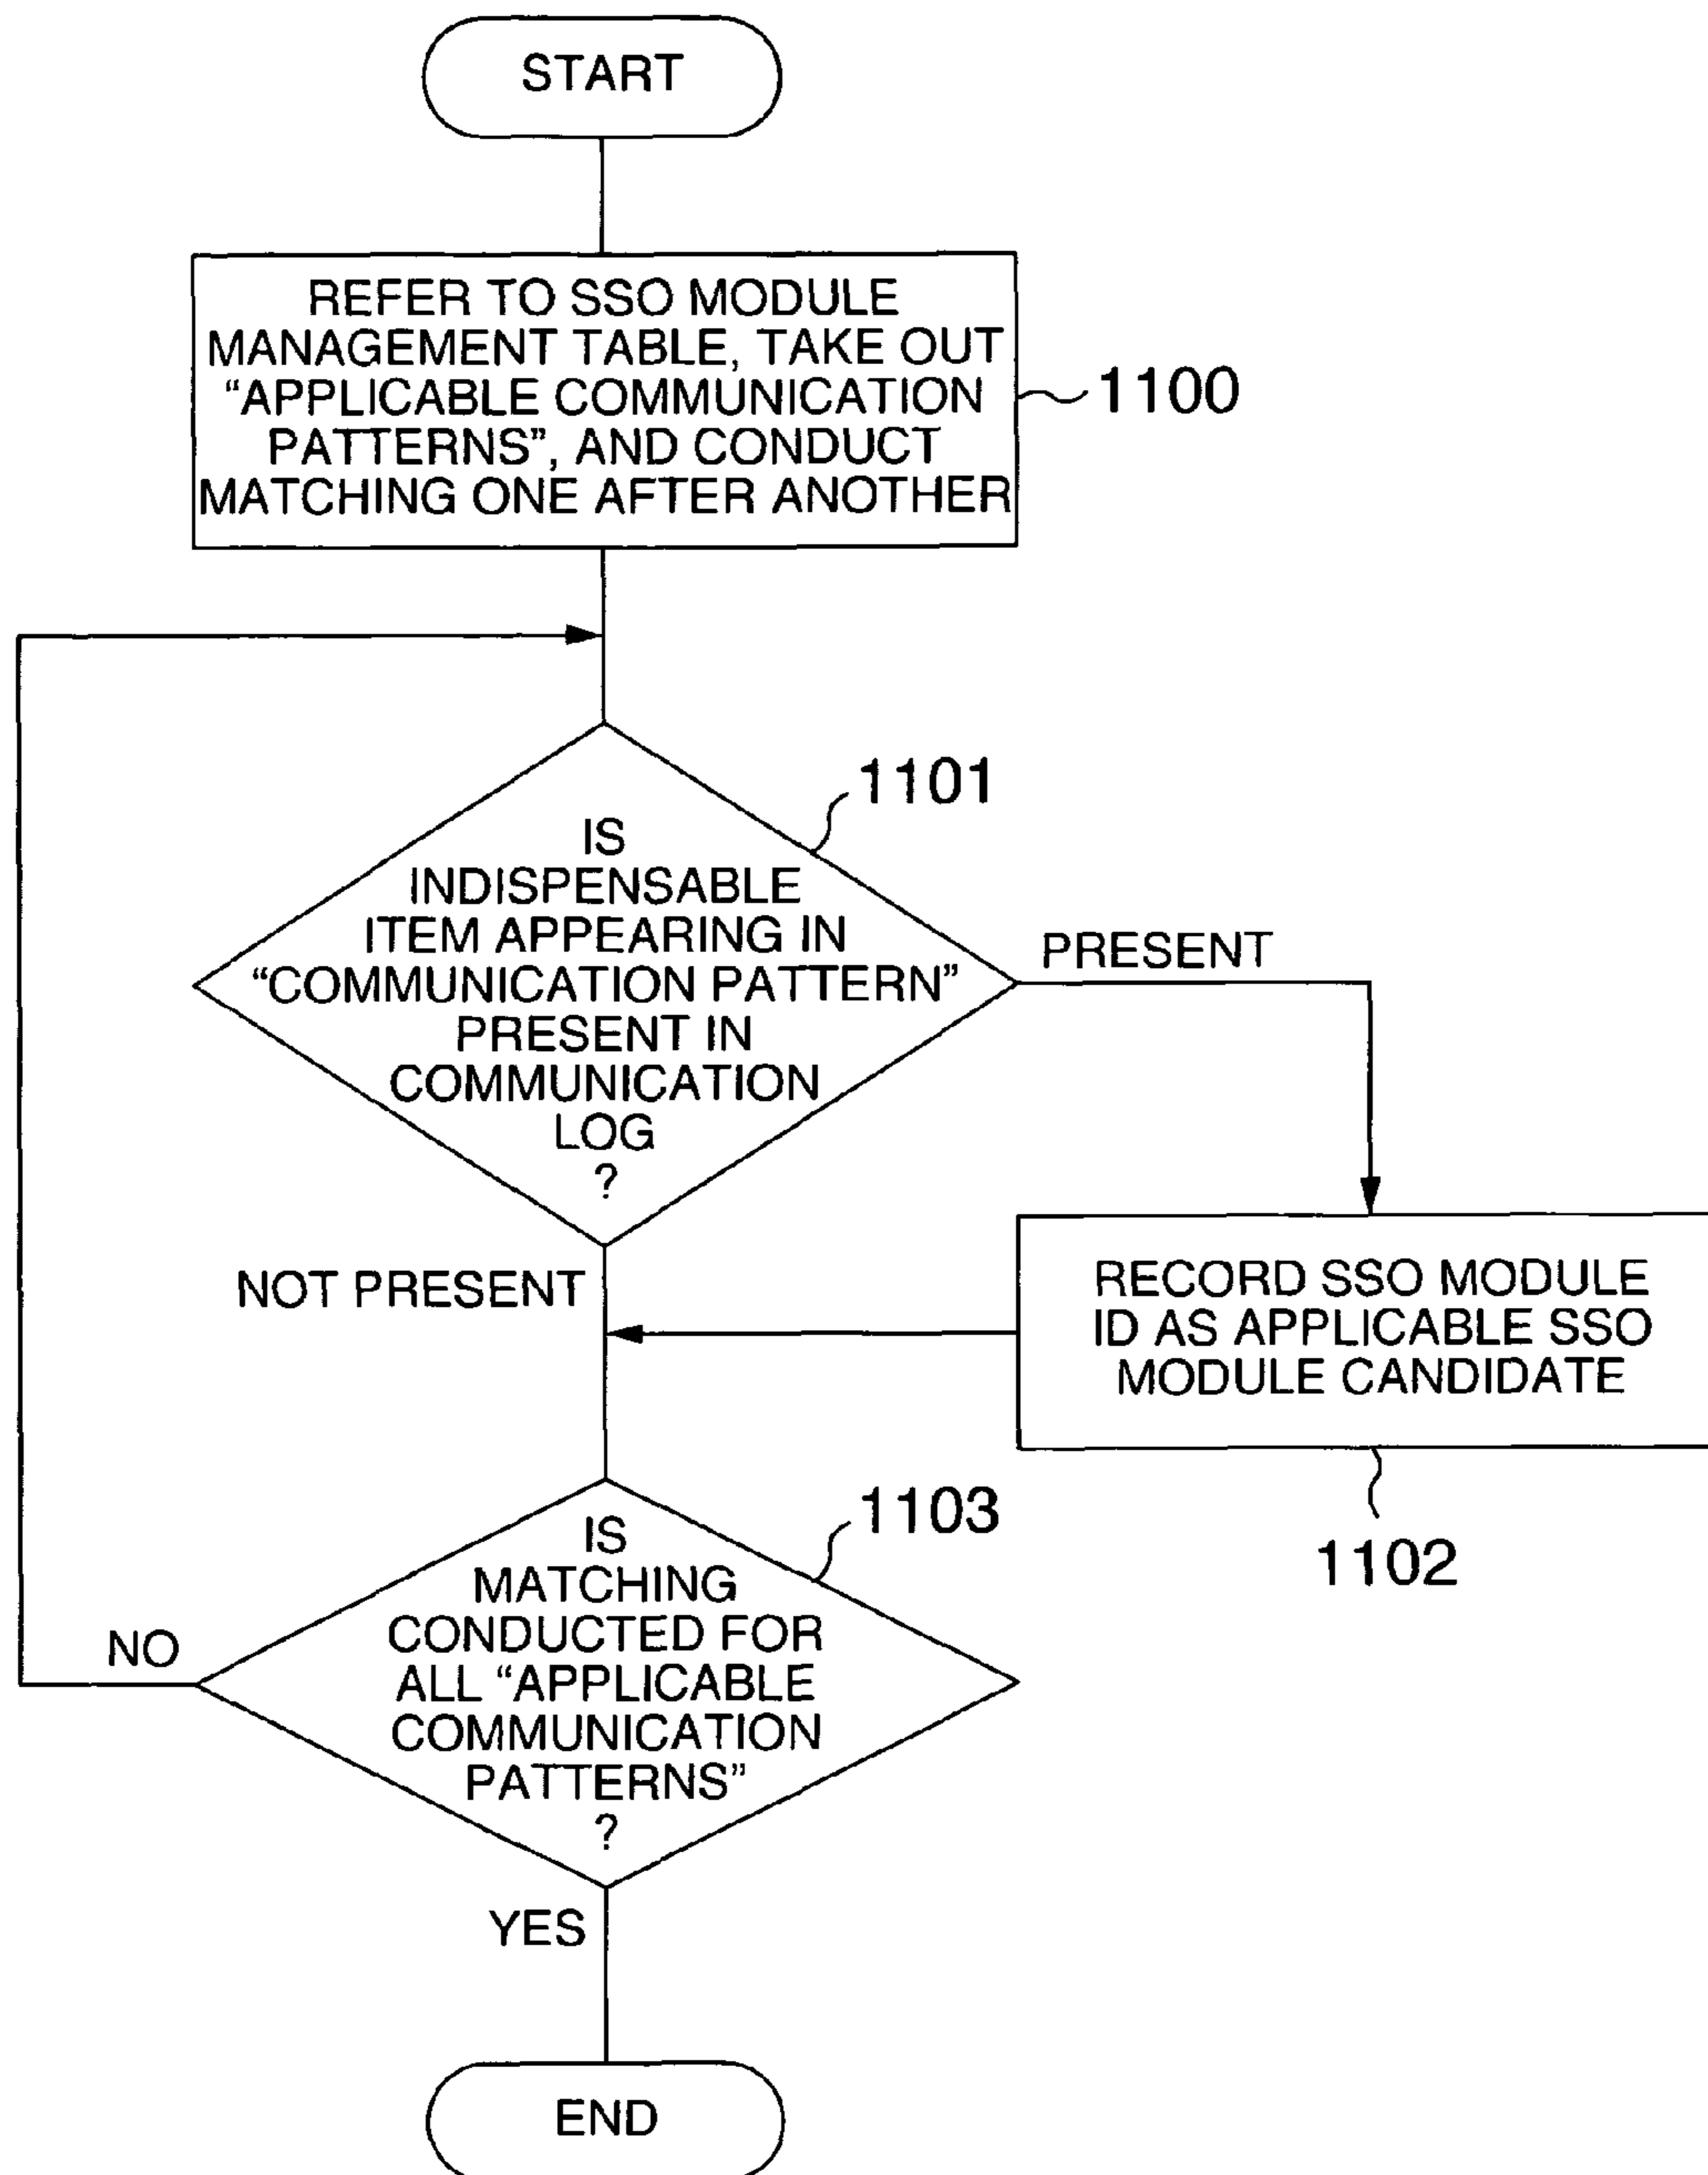 START
REFER TO SSO MODULE
MANAGEMENT TABLE, TAKE OUT
“APPLICABLE COMMUNICATION
PATTERNS”, AND CONDUCT
MATCHING ONE AFTER ANOTHER
1100
1101
IS
INDISPENSABLE
ITEM APPEARING IN
“COMMUNICATION PATTERN”
PRESENT IN
COMMUNICATION
LOG
?
PRESENT
NOT PRESENT
RECORD SSO MODULE
ID AS APPLICABLE SSO
MODULE CANDIDATE
1102
1103
IS
MATCHING
CONDUCTED FOR
ALL “APPLICABLE
COMMUNICATION
PATTERNS”
?
NO
YES
END